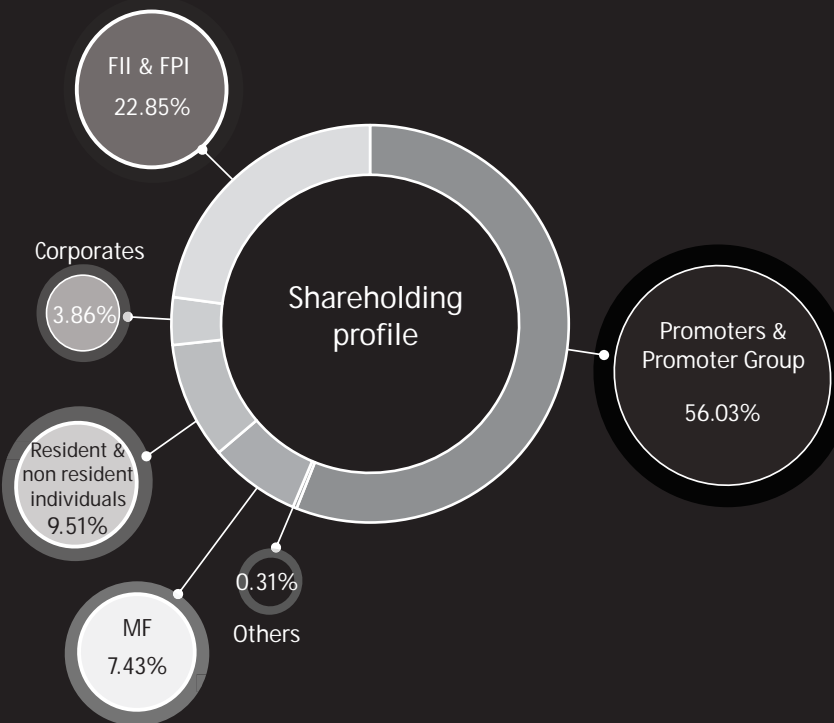 FII & FPI
22.85%
Corporates
3.86%
Shareholding
profile
Promoters &
Promoter Group
56.03%
Resident &
non resident
individuals
9.51%
0.31%
Others
MF
7.43%